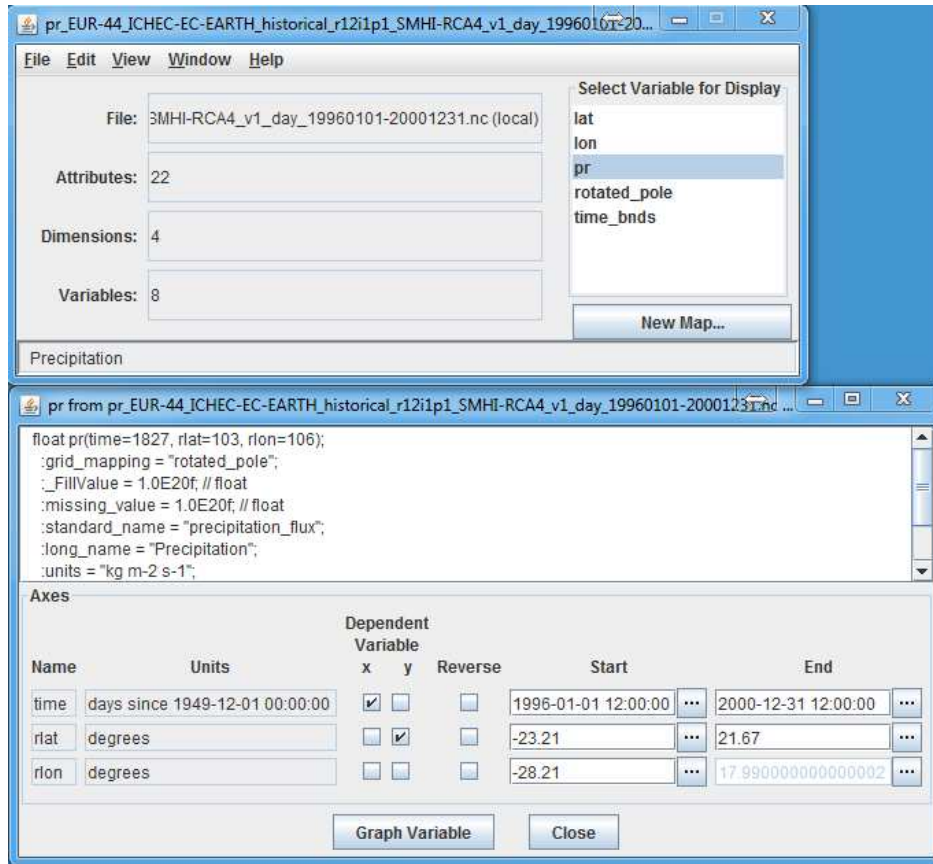 pr_EUR-44_ICHEC-EC-EARTH_historical_r12i1p1_SMHI-RCA4_v1_day_19960101-20...
File Edit View Window Help
Select Variable for Display
File: SMHI-RCA4_v1_day_19960101-20001231.nc (local)
lat
lon
pr
rotated_pole
time_bnds
Attributes: 22
Dimensions: 4
Variables: 8
New Map...
Precipitation
pr from pr_EUR-44_ICHEC-EC-EARTH_historical_r12i1p1_SMHI-RCA4_v1_day_19960101-20001231.nc ...
float pr(time=1827, rlat=103, rlon=106);
:grid_mapping = "rotated_pole";
:_FillValue = 1.0E20f; // float
:missing_value = 1.0E20f; // float
:standard_name = "precipitation_flux";
:long_name = "Precipitation";
:units = "kg m-2 s-1";
Axes
Dependent
Variable
Name Units x y Reverse Start End
time days since 1949-12-01 00:00:00 1996-01-01 12:00:00 ... 2000-12-31 12:00:00 ...
rlat degrees -23.21 ... 21.67 ...
rlon degrees -28.21 ... 17.990000000000002 ...
Graph Variable Close